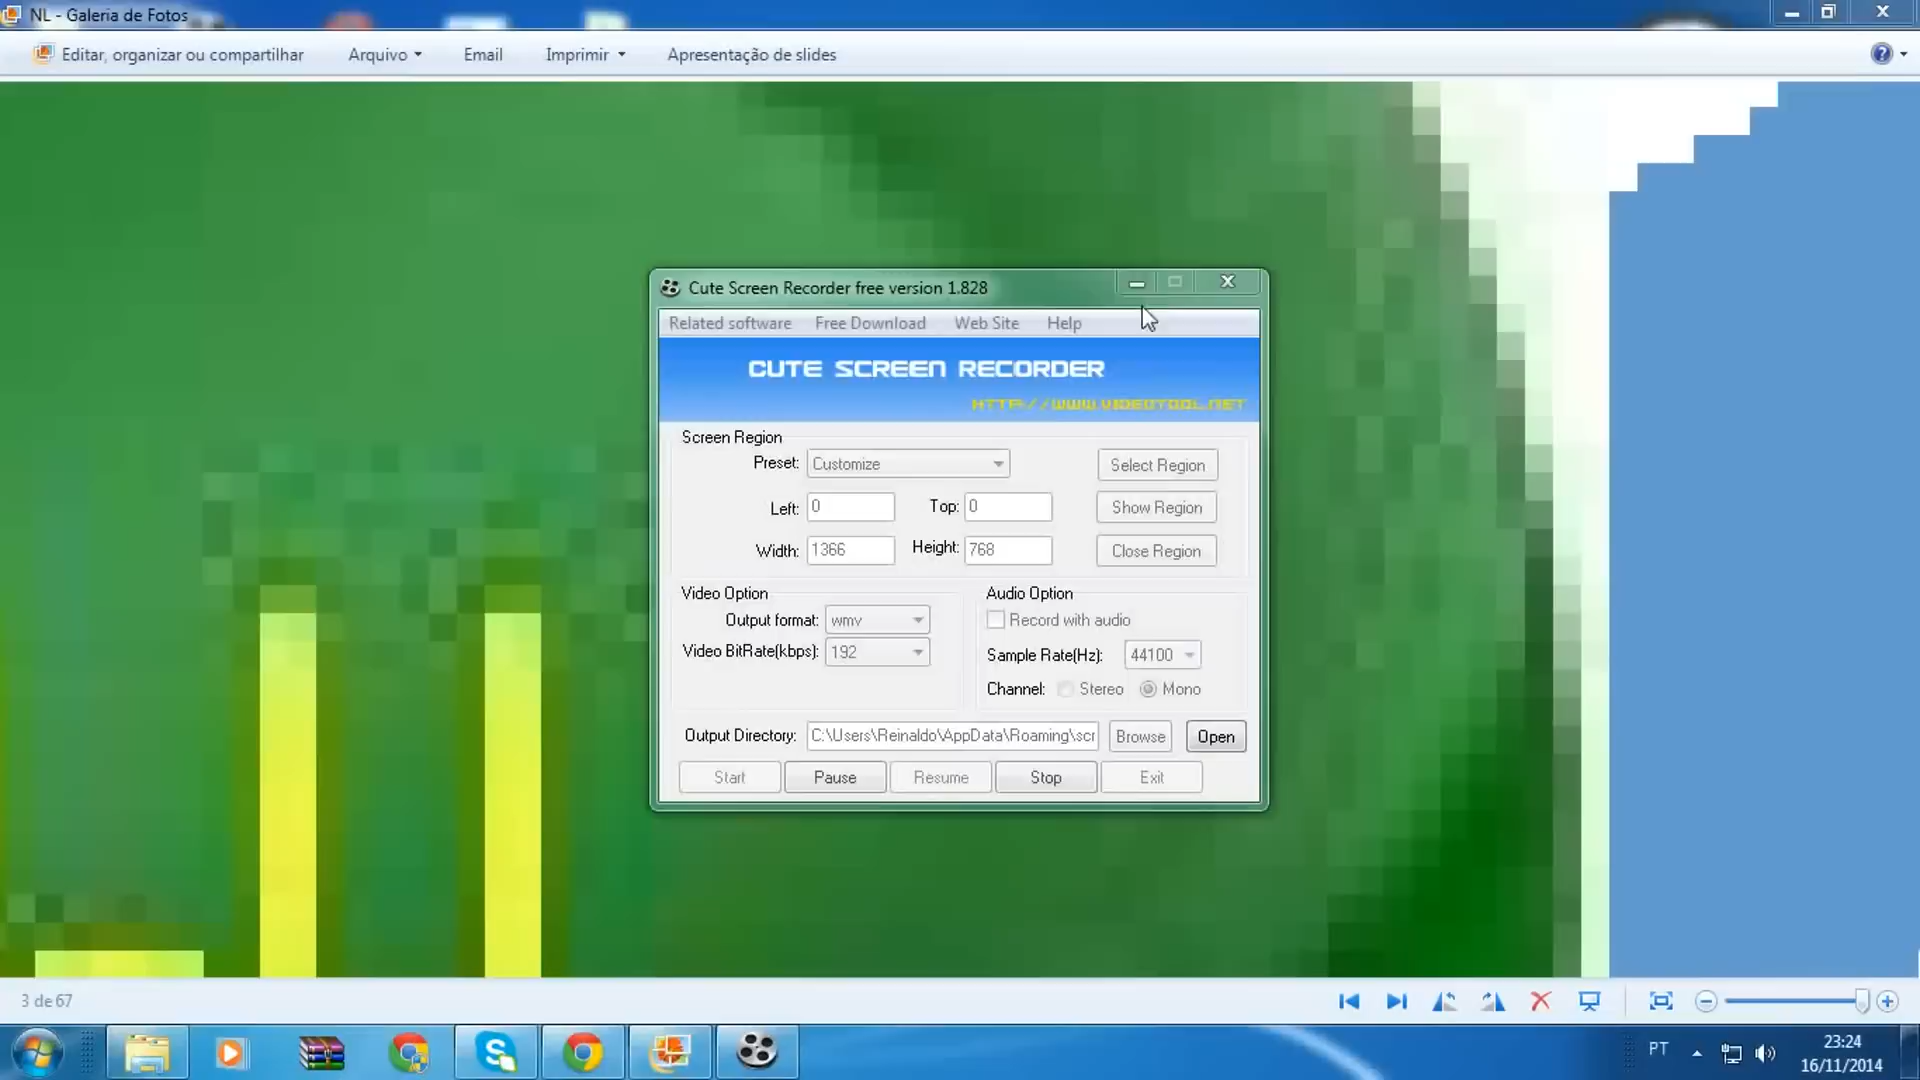 NL - Galeria de Fotos
Editar, organizar ou compartilhar Arquivo Email Imprimir Apresentação de slides
Cute Screen Recorder free version 1.828
Related software Free Download Web Site Help
CUTE SCREEN RECORDER
HTTP://WWW.VIDEOTOOL.NET
Screen Region
Preset: Customize Select Region
Left: 0 Top: 0 Show Region
Width: 1366 Height: 768 Close Region
Video Option Audio Option
Output format: wmv Record with audio
Video BitRate(kbps): 192 Sample Rate(Hz): 44100
Channel: Stereo Mono
Output Directory: C:\Users\Reinaldo\AppData\Roaming\scr Browse Open
Start Pause Resume Stop Exit
3 de 67
PT 23:24
16/11/2014